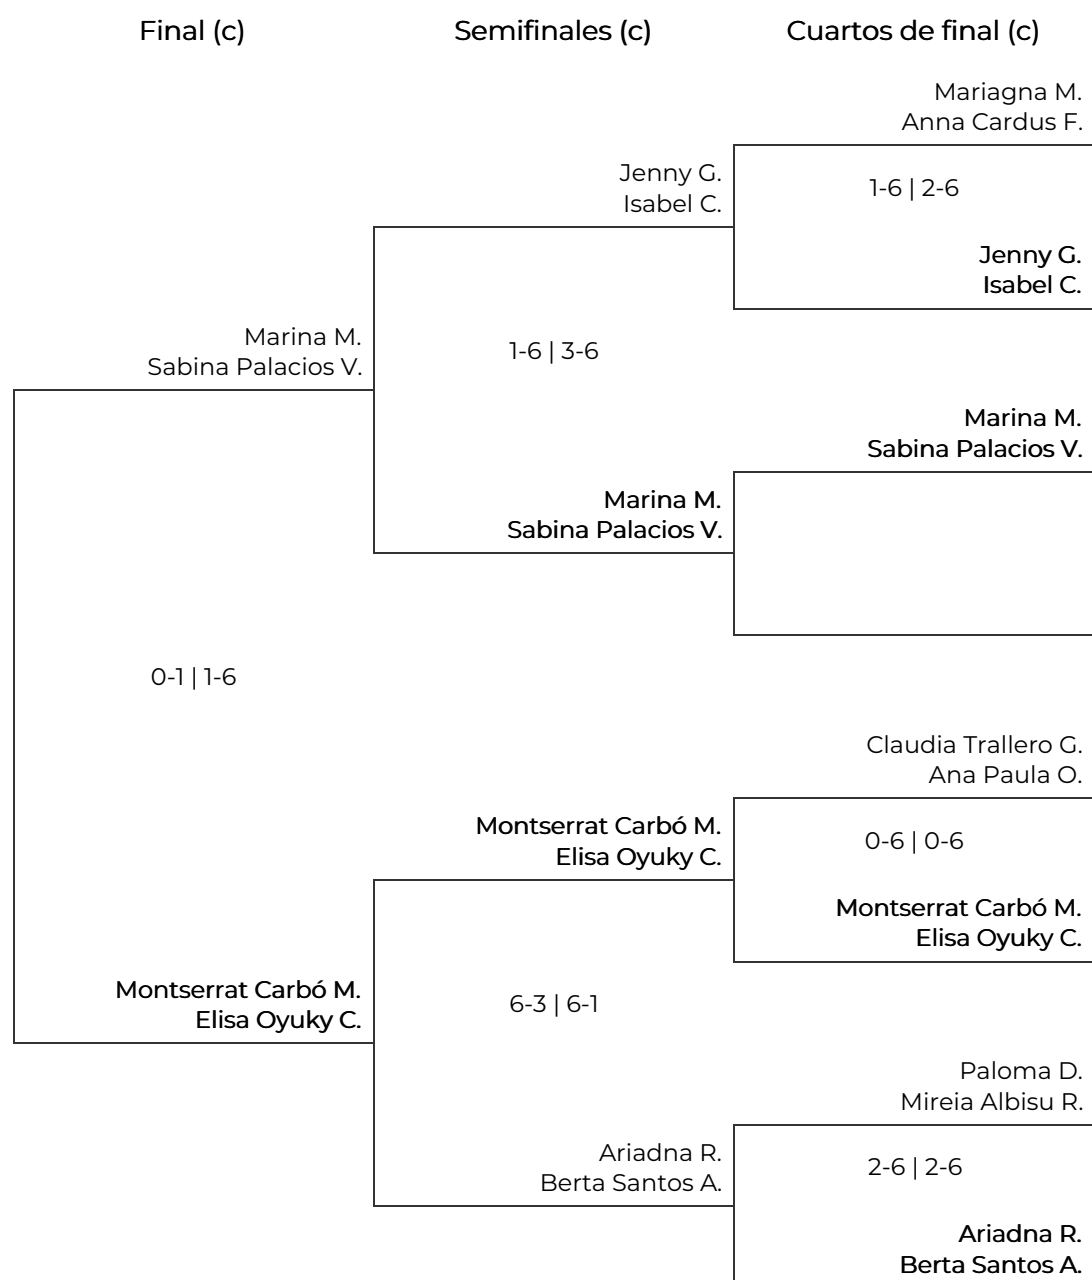 Final (c)
Semifinales (c)
Cuartos de final (c)
Mariagna M.
Anna Cardus F.
Jenny G.
Isabel C.
1-6 | 2-6
Jenny G.
Isabel C.
Marina M.
Sabina Palacios V.
1-6 | 3-6
Marina M.
Sabina Palacios V.
Marina M.
Sabina Palacios V.
0-1 | 1-6
Claudia Trallero G.
Ana Paula O.
Montserrat Carbó M.
Elisa Oyuky C.
0-6 | 0-6
Montserrat Carbó M.
Elisa Oyuky C.
Montserrat Carbó M.
Elisa Oyuky C.
6-3 | 6-1
Paloma D.
Mireia Albisu R.
Ariadna R.
Berta Santos A.
2-6 | 2-6
Ariadna R.
Berta Santos A.